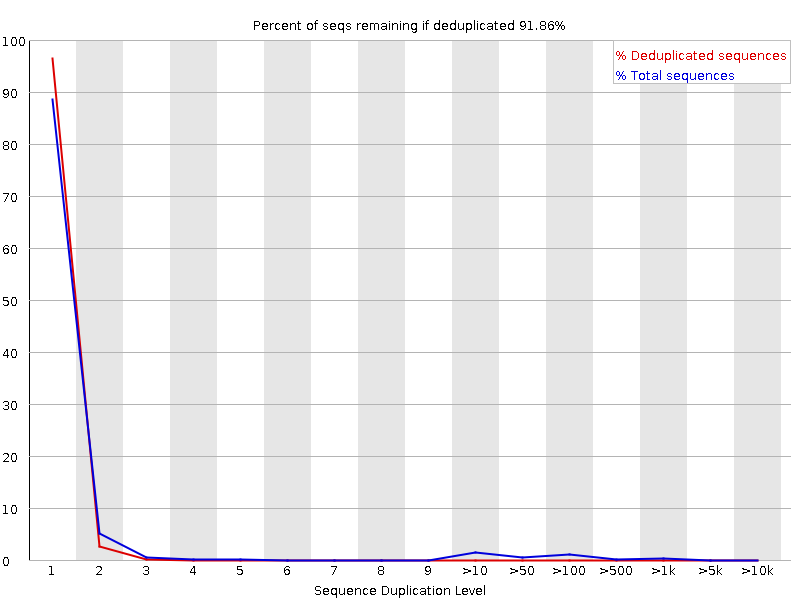 Percent of seqs remaining if deduplicated 91.86%
% Deduplicated sequences
% Total sequences
100
90
80
70
60
50
40
30
20
10
0
1 2 3 4 5 6 7 8 9 >10 >50 >100 >500 >1k >5k >10k
Sequence Duplication Level